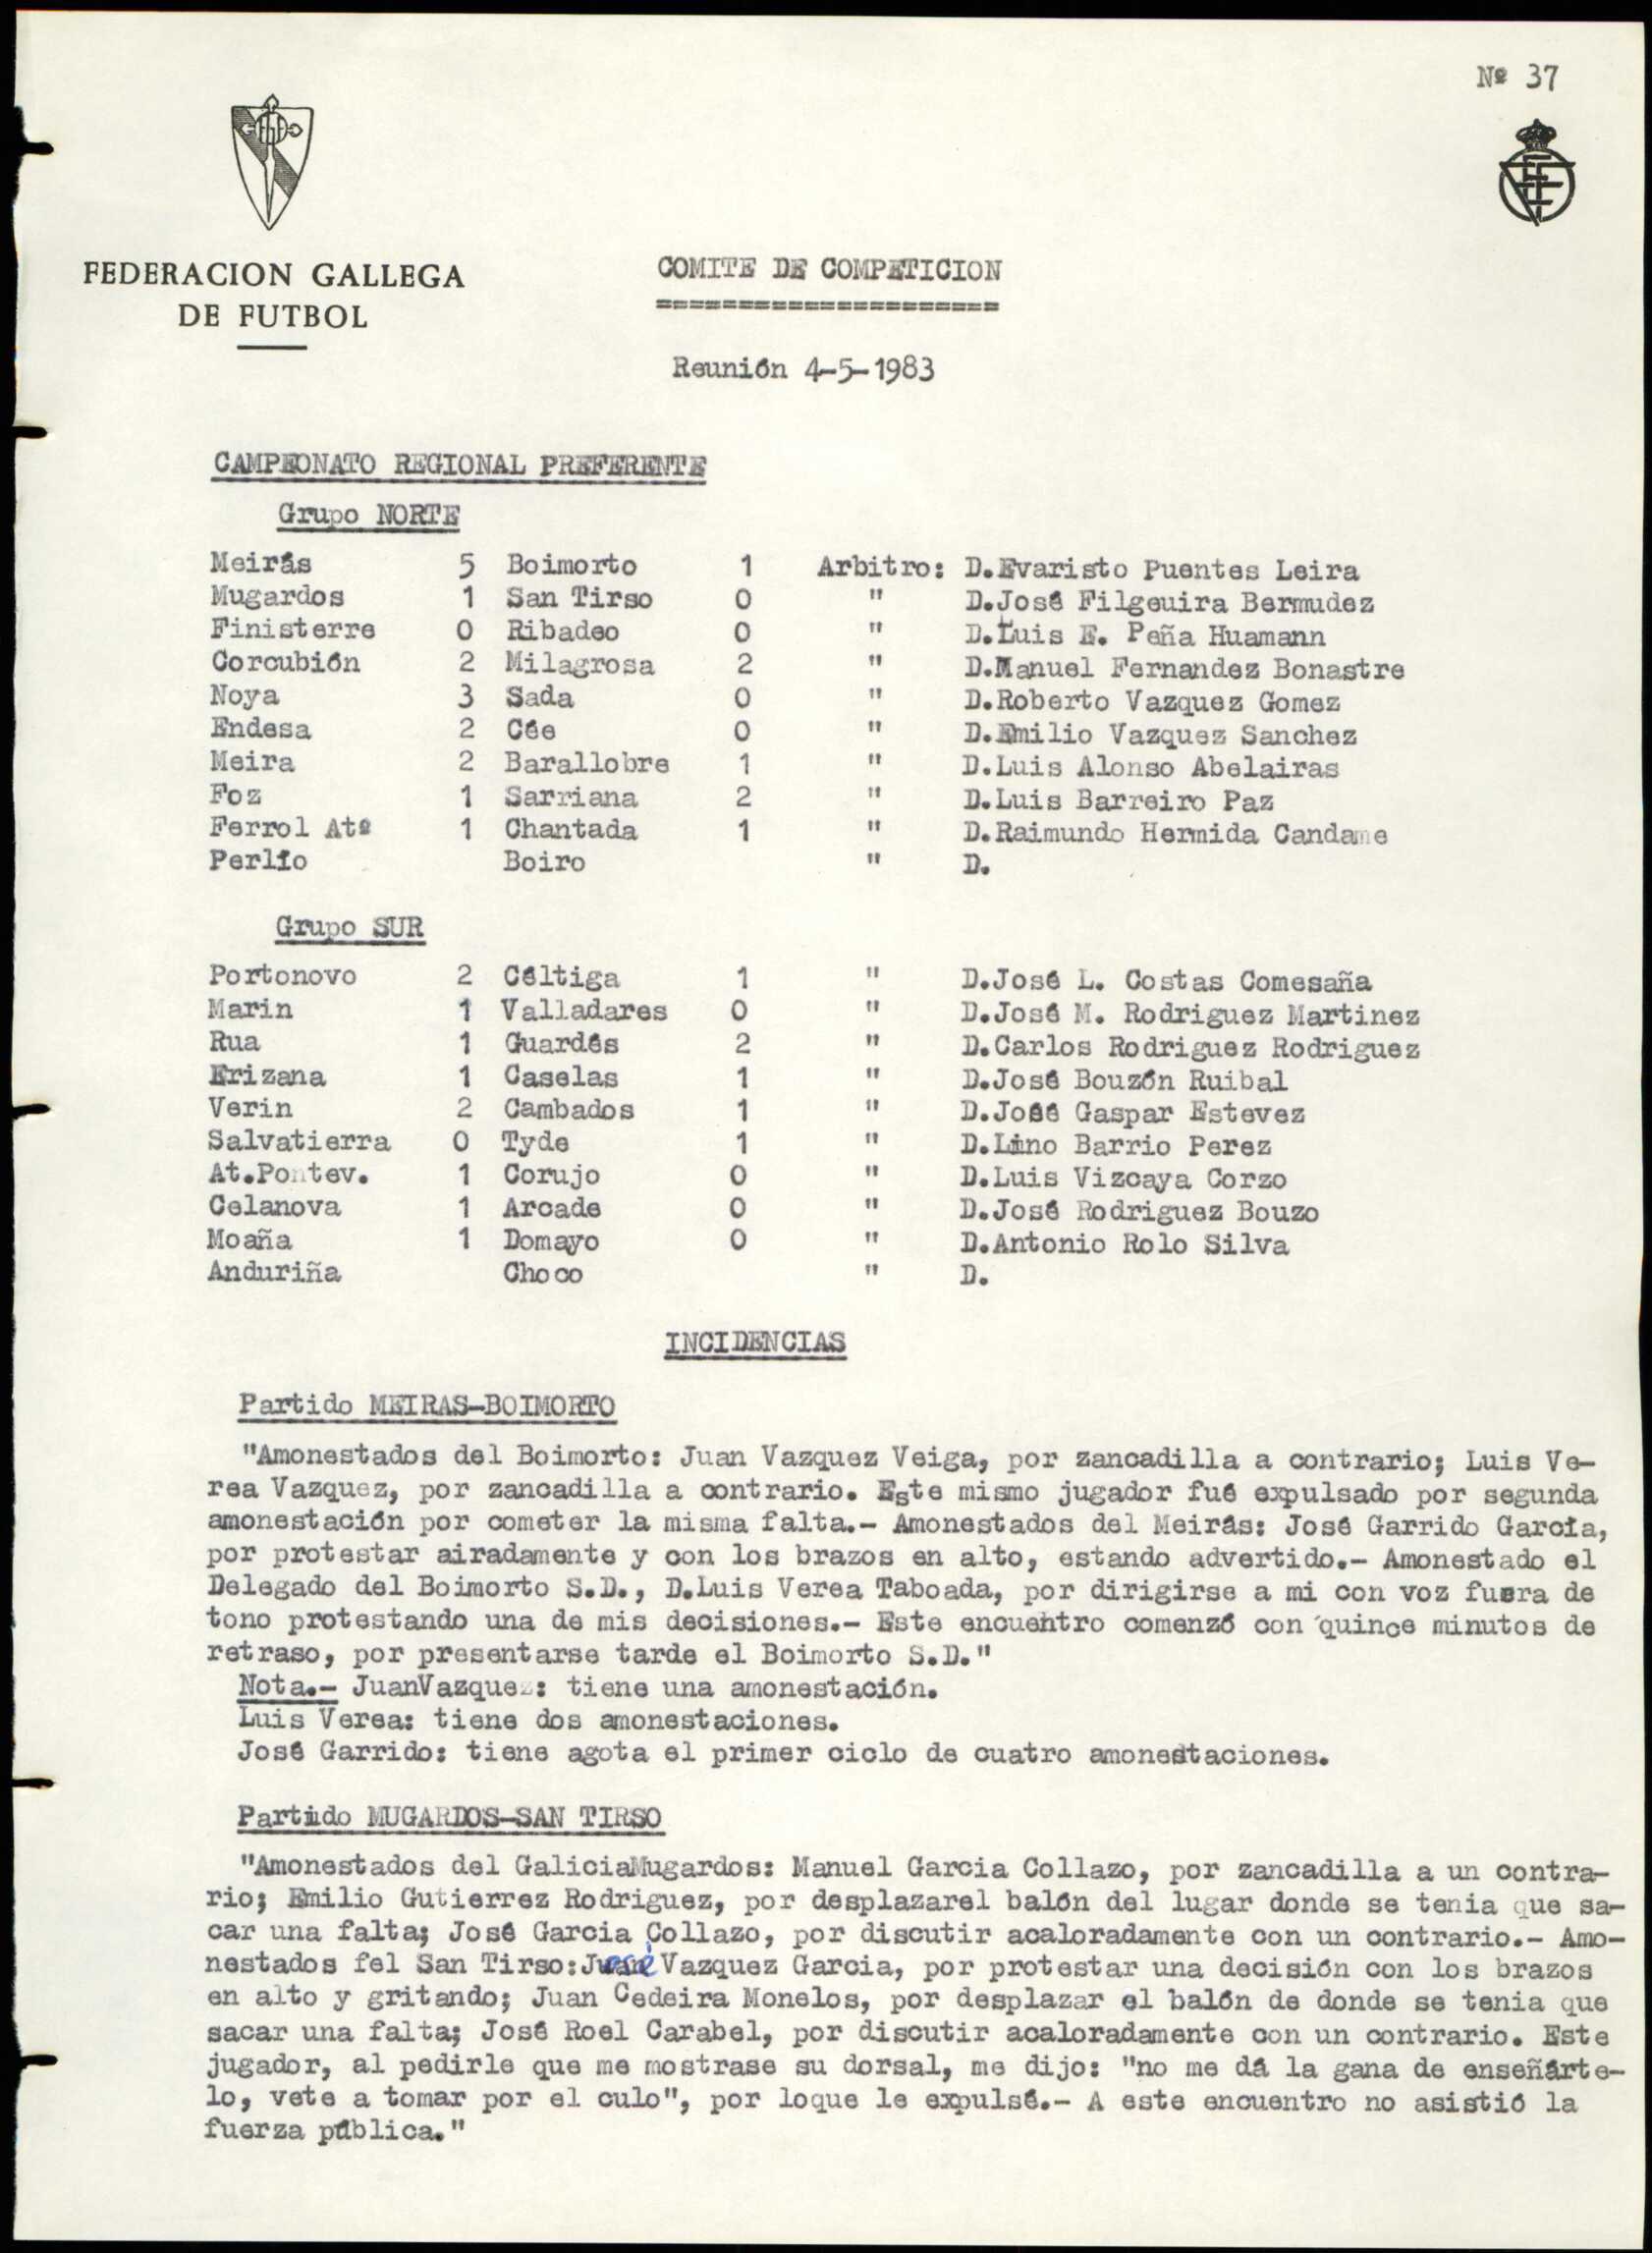 Nº 37
FEDERACION GALLEGA
DE FUTBOL
COMITE DE COMPETICION
=====================
Reunión 4-5-1983
CAMPEONATO REGIONAL PREFERENTE
Grupo NORTE
Meirás 5 Boimorto 1 Arbitro: D.Evaristo Puentes Leira
Mugardos 1 San Tirso 0 " D.José Filgeuira Bermudez
Finisterre 0 Ribadeo 0 " D.Luis E. Peña Huamann
Corcubión 2 Milagrosa 2 " D.Manuel Fernandez Bonastre
Noya 3 Sada 0 " D.Roberto Vazquez Gomez
Endesa 2 Cée 0 " D.Emilio Vazquez Sanchez
Meira 2 Barallobre 1 " D.Luis Alonso Abelairas
Foz 1 Sarriana 2 " D.Luis Barreiro Paz
Ferrol Atº 1 Chantada 1 " D.Raimundo Hermida Candame
Perlío Boiro " D.
Grupo SUR
Portonovo 2 Céltiga 1 " D.José L. Costas Comesaña
Marin 1 Valladares 0 " D.José M. Rodriguez Martinez
Rua 1 Guardés 2 " D.Carlos Rodriguez Rodriguez
Erizana 1 Caselas 1 " D.José Bouzón Ruibal
Verin 2 Cambados 1 " D.José Gaspar Estevez
Salvatierra 0 Tyde 1 " D.Lino Barrio Perez
At.Pontev. 1 Corujo 0 " D.Luis Vizcaya Corzo
Celanova 1 Arcade 0 " D.José Rodriguez Bouzo
Moaña 1 Domayo 0 " D.Antonio Rolo Silva
Anduriña Choco " D.
INCIDENCIAS
Partido MEIRAS-BOIMORTO
"Amonestados del Boimorto: Juan Vazquez Veiga, por zancadilla a contrario; Luis Ve-
rea Vazquez, por zancadilla a contrario. Este mismo jugador fué expulsado por segunda
amonestación por cometer la misma falta.- Amonestados del Meirás: José Garrido García,
por protestar airadamente y con los brazos en alto, estando advertido.- Amonestado el
Delegado del Boimorto S.D., D.Luis Verea Taboada, por dirigirse a mi con voz fuera de
tono protestando una de mis decisiones.- Este encuentro comenzó con quince minutos de
retraso, por presentarse tarde el Boimorto S.D."
Nota.- JuanVazquez: tiene una amonestación.
Luis Verea: tiene dos amonestaciones.
José Garrido: tiene agota el primer ciclo de cuatro amonestaciones.
Partido MUGARDOS-SAN TIRSO
"Amonestados del GaliciaMugardos: Manuel Garcia Collazo, por zancadilla a un contra-
rio; Emilio Gutierrez Rodriguez, por desplazarel balón del lugar donde se tenia que sa-
car una falta; José Garcia Collazo, por discutir acaloradamente con un contrario.- Amo-
nestados fel San Tirso:José Vazquez Garcia, por protestar una decisión con los brazos
en alto y gritando; Juan Cedeira Monelos, por desplazar el balón de donde se tenia que
sacar una falta; José Roel Carabel, por discutir acaloradamente con un contrario. Este
jugador, al pedirle que me mostrase su dorsal, me dijo: "no me dá la gana de enseñárte-
lo, vete a tomar por el culo", por loque le expulsé.- A este encuentro no asistió la
fuerza pública."